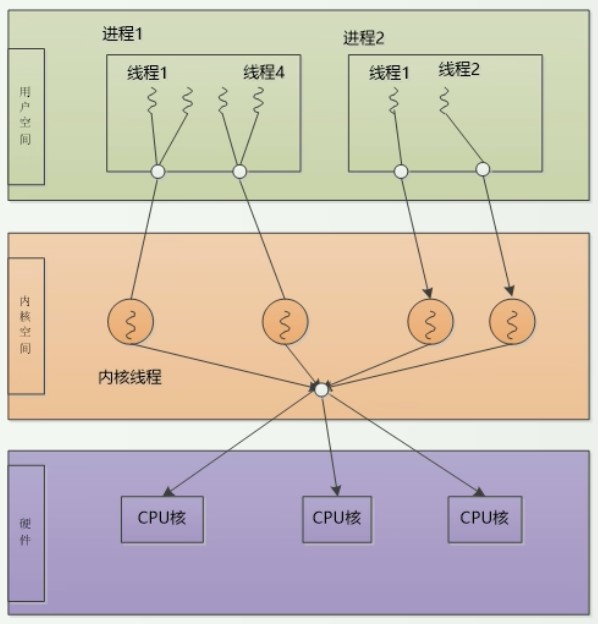 进程1
进程2
线程1
线程4
线程1
线程2
用户空间
内核空间
内核线程
硬件
CPU核
CPU核
CPU核